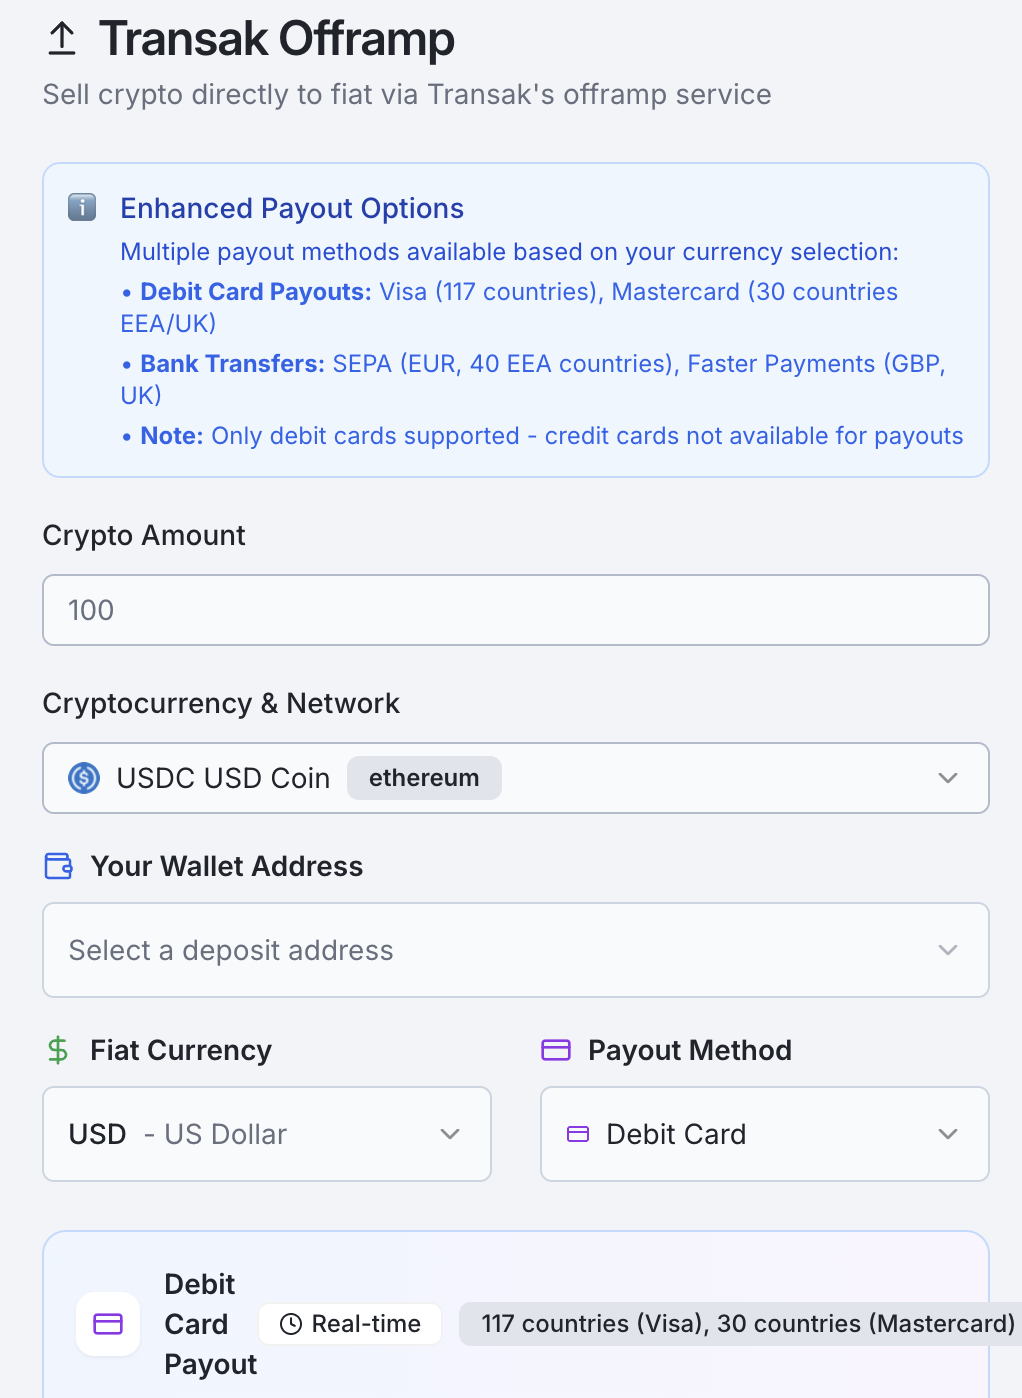 Transak Offramp
Sell crypto directly to fiat via Transak's offramp service
Enhanced Payout Options
Multiple payout methods available based on your currency selection:
• Debit Card Payouts: Visa (117 countries), Mastercard (30 countries
EEA/UK)
• Bank Transfers: SEPA (EUR, 40 EEA countries), Faster Payments (GBP,
UK)
• Note: Only debit cards supported - credit cards not available for payouts
Crypto Amount
100
Cryptocurrency & Network
USDC USD Coin ethereum
Your Wallet Address
Select a deposit address
Fiat Currency
Payout Method
USD - US Dollar
Debit Card
Debit
Card
Payout
Real-time
117 countries (Visa), 30 countries (Mastercard)